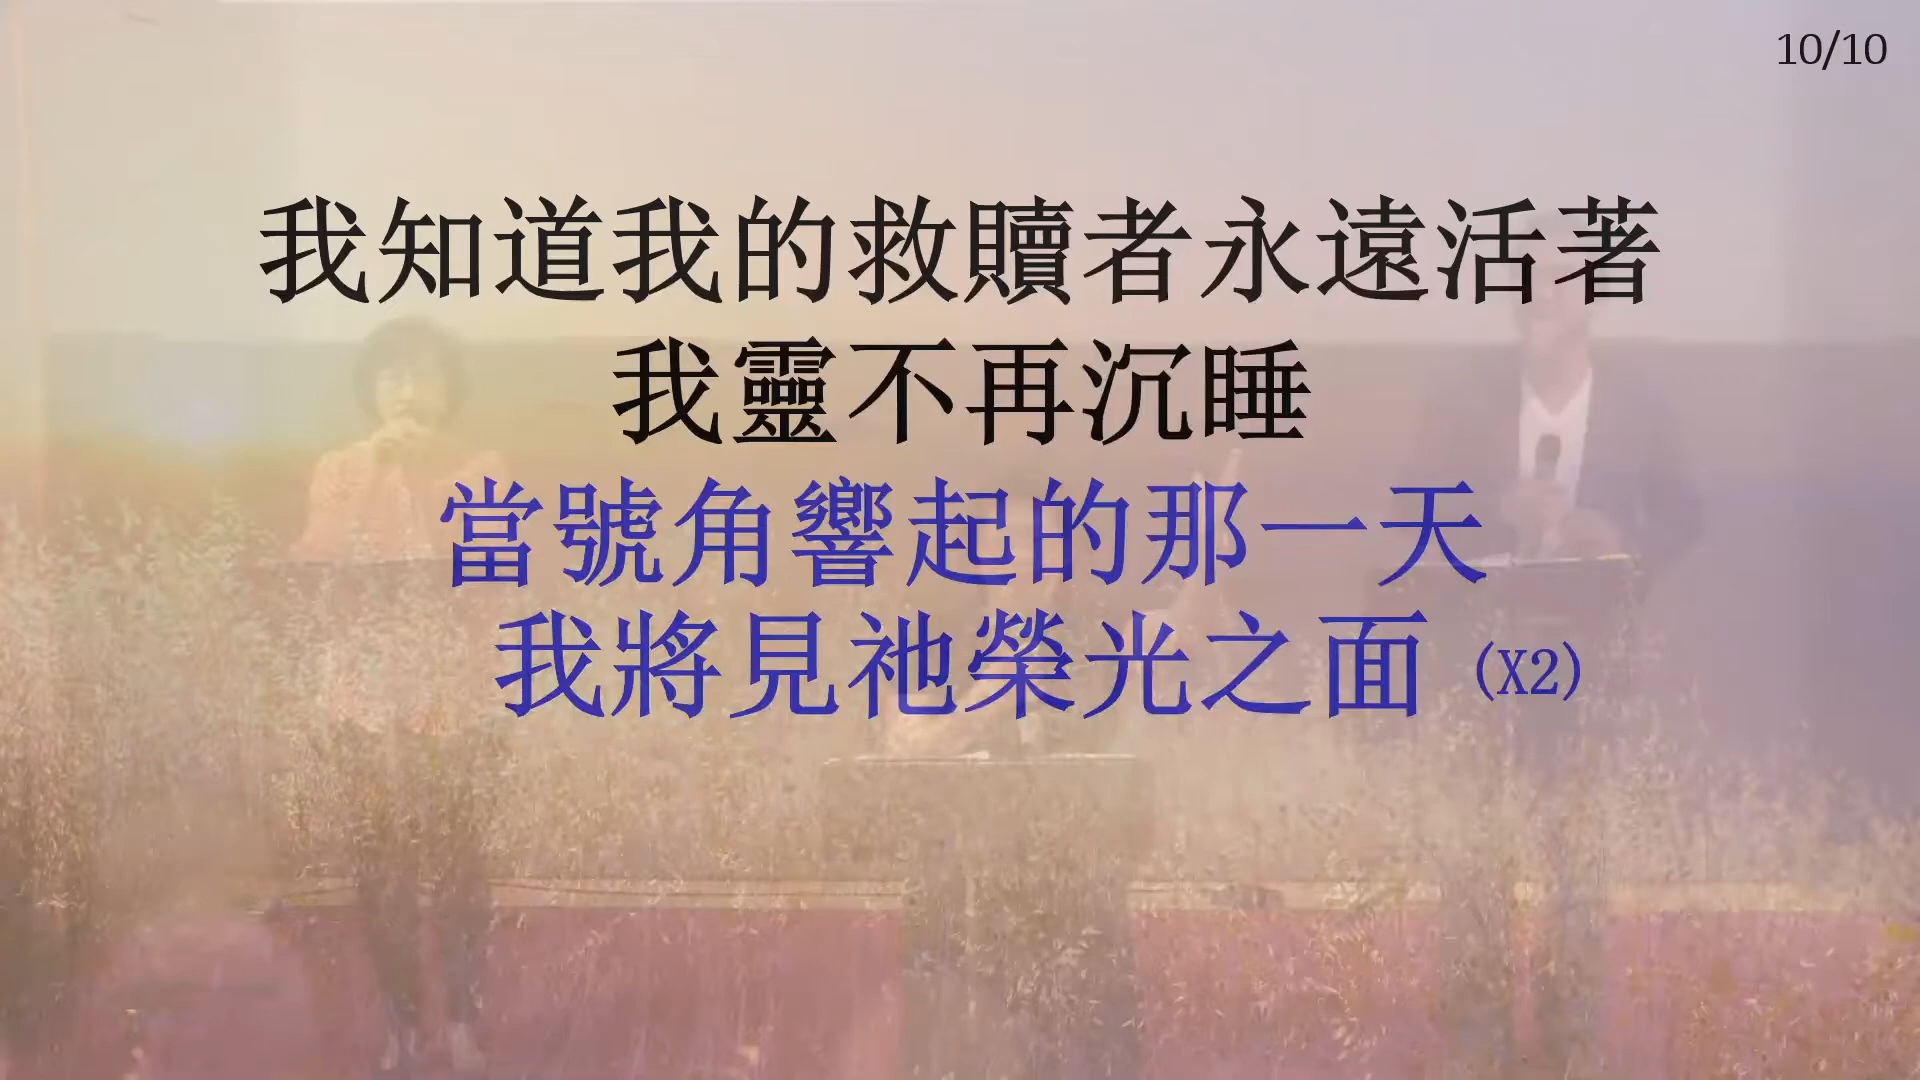 10/10
我知道我的救贖者永遠活著
我靈不再沉睡
當號角響起的那一天
我將見祂榮光之面 (X2)